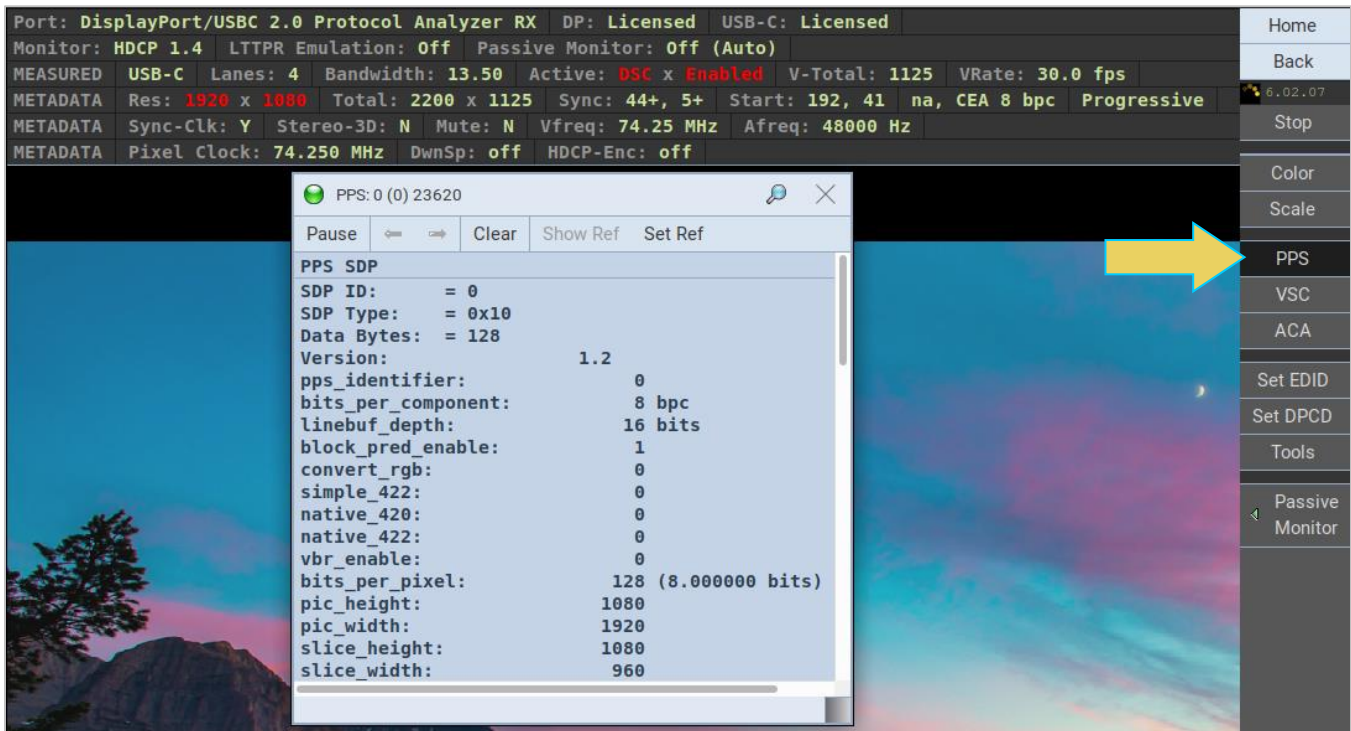 Port: DisplayPort/USBC 2.0 Protocol Analyzer RX DP: Licensed USB-C: Licensed
Monitor: HDCP 1.4 LTTPR Emulation: Off Passive Monitor: Off (Auto)
MEASURED USB-C Lanes: 4 Bandwidth: 13.50 Active: DSC x Enabled V-Total: 1125 VRate: 30.0 fps
METADATA Res: 1920 x 1080 Total: 2200 x 1125 Sync: 44+, 5+ Start: 192, 41 na, CEA 8 bpc Progressive
METADATA Sync-Clk: Y Stereo-3D: N Mute: N Vfreq: 74.25 MHz Afreq: 48000 Hz
METADATA Pixel Clock: 74.250 MHz DwnSp: off HDCP-Enc: off
PPS: 0 (0) 23620
Pause Clear Show Ref Set Ref
PPS SDP
SDP ID: = 0
SDP Type: = 0x10
Data Bytes: = 128
Version: 1.2
pps_identifier: 0
bits_per_component: 8 bpc
linebuf_depth: 16 bits
block_pred_enable: 1
convert_rgb: 0
simple_422: 0
native_420: 0
native_422: 0
vbr_enable: 0
bits_per_pixel: 128 (8.000000 bits)
pic_height: 1080
pic_width: 1920
slice_height: 1080
slice_width: 960
Home
Back
6.02.07
Stop
Color
Scale
PPS
VSC
ACA
Set EDID
Set DPCD
Tools
Passive
Monitor